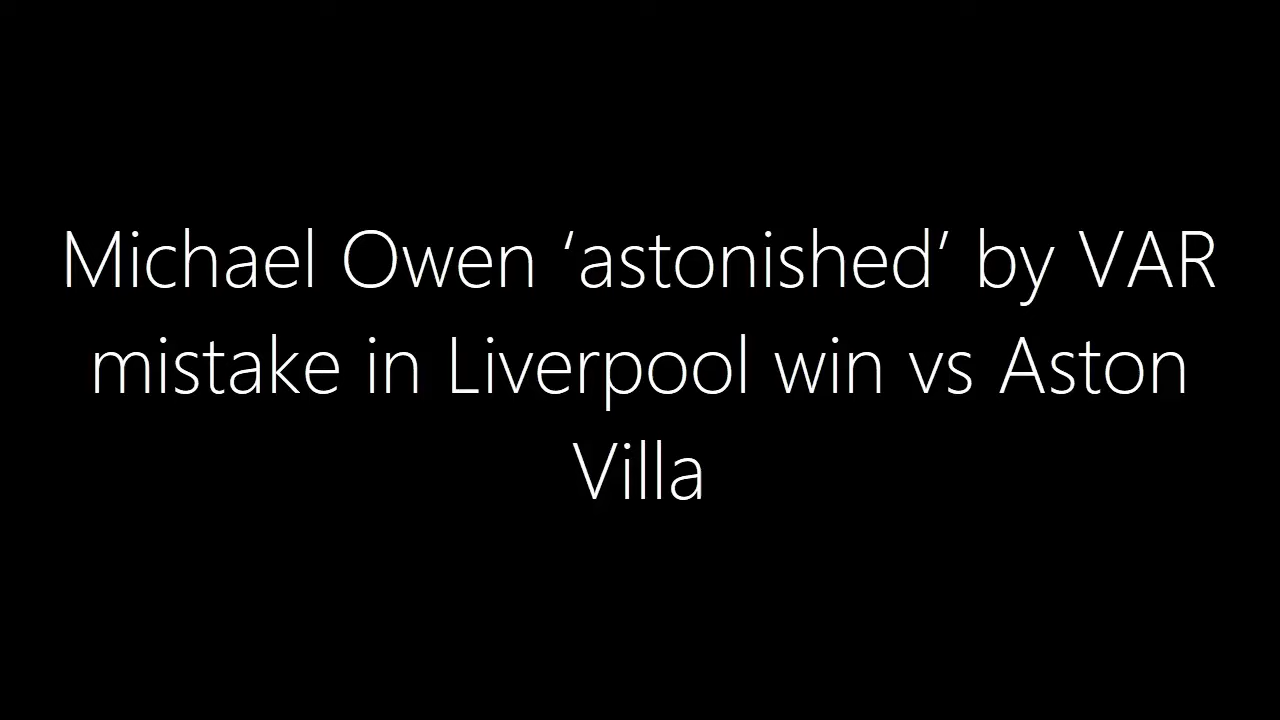 Michael Owen ‘astonished’ by VAR
mistake in Liverpool win vs Aston
Villa